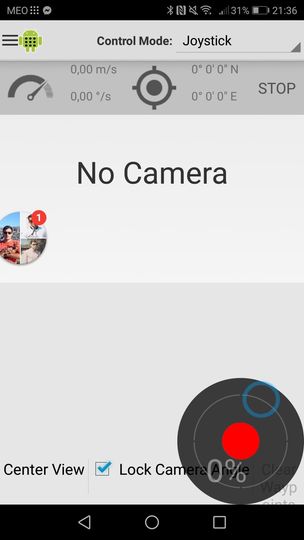 MEO 31% 21:36
Control Mode: Joystick
0,00 m/s 0° 0' 0" N
0,00 °/s 0° 0' 0" E
STOP
No Camera
1
Center View Lock Camera Angle Clear
0%
Wayp
oints